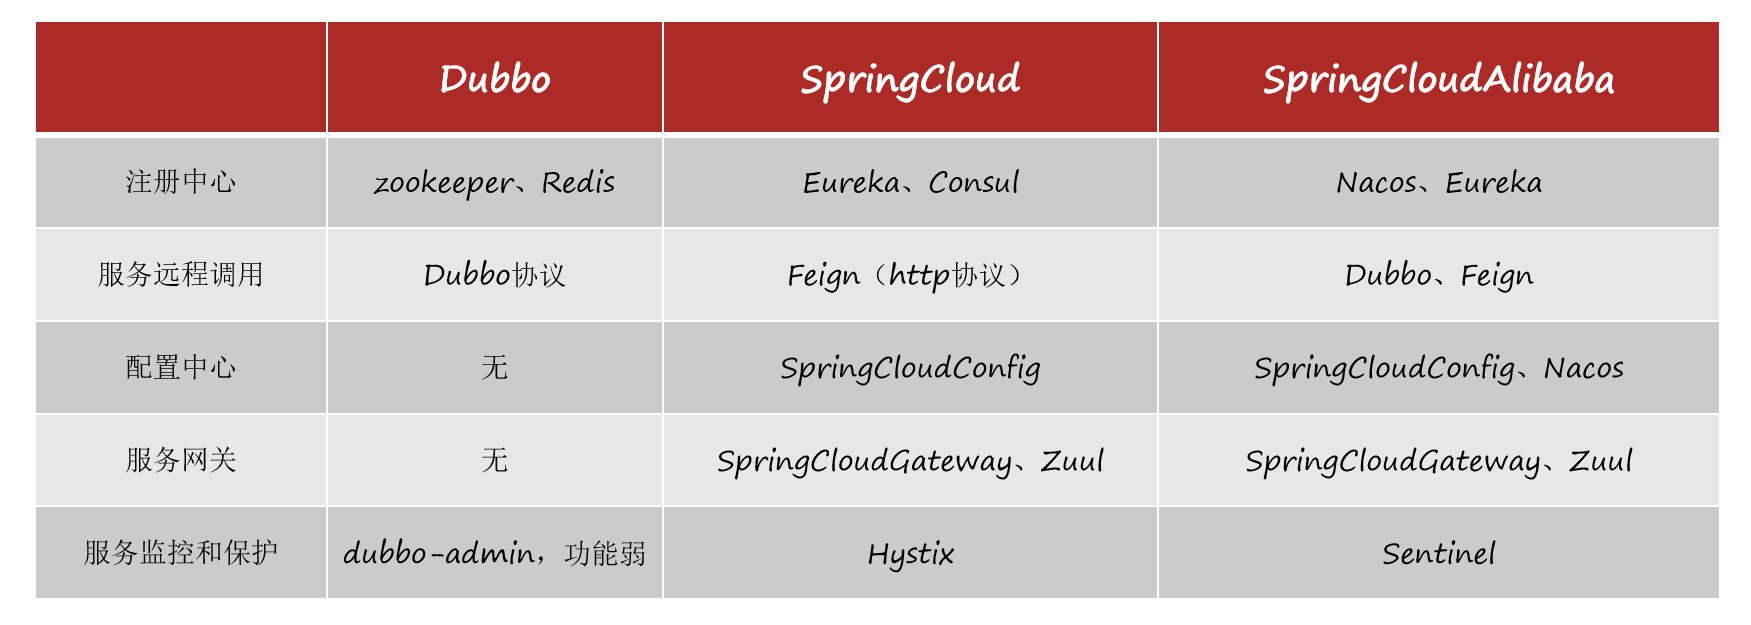 Dubbo SpringCloud SpringCloudAlibaba
注册中心 zookeeper、Redis Eureka、Consul Nacos、Eureka
服务远程调用 Dubbo协议 Feign（http协议） Dubbo、Feign
配置中心 无 SpringCloudConfig SpringCloudConfig、Nacos
服务网关 无 SpringCloudGateway、Zuul SpringCloudGateway、Zuul
服务监控和保护 dubbo-admin，功能弱 Hystix Sentinel